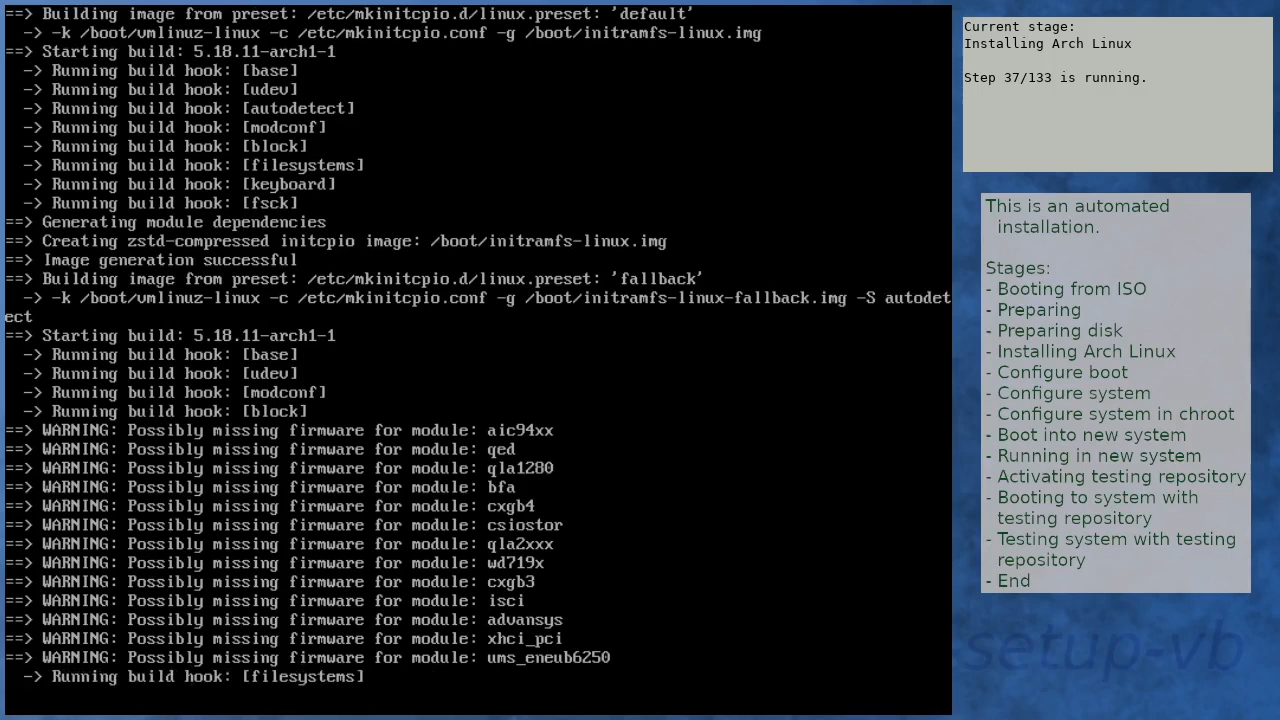 ==> Building image from preset: /etc/mkinitcpio.d/linux.preset: 'default'
  -> -k /boot/vmlinuz-linux -c /etc/mkinitcpio.conf -g /boot/initramfs-linux.img
==> Starting build: 5.18.11-arch1-1
  -> Running build hook: [base]
  -> Running build hook: [udev]
  -> Running build hook: [autodetect]
  -> Running build hook: [modconf]
  -> Running build hook: [block]
  -> Running build hook: [filesystems]
  -> Running build hook: [keyboard]
  -> Running build hook: [fsck]
==> Generating module dependencies
==> Creating zstd-compressed initcpio image: /boot/initramfs-linux.img
==> Image generation successful
==> Building image from preset: /etc/mkinitcpio.d/linux.preset: 'fallback'
  -> -k /boot/vmlinuz-linux -c /etc/mkinitcpio.conf -g /boot/initramfs-linux-fallback.img -S autodet
ect
==> Starting build: 5.18.11-arch1-1
  -> Running build hook: [base]
  -> Running build hook: [udev]
  -> Running build hook: [modconf]
  -> Running build hook: [block]
==> WARNING: Possibly missing firmware for module: aic94xx
==> WARNING: Possibly missing firmware for module: qed
==> WARNING: Possibly missing firmware for module: qla1280
==> WARNING: Possibly missing firmware for module: bfa
==> WARNING: Possibly missing firmware for module: cxgb4
==> WARNING: Possibly missing firmware for module: csiostor
==> WARNING: Possibly missing firmware for module: qla2xxx
==> WARNING: Possibly missing firmware for module: wd719x
==> WARNING: Possibly missing firmware for module: cxgb3
==> WARNING: Possibly missing firmware for module: isci
==> WARNING: Possibly missing firmware for module: advansys
==> WARNING: Possibly missing firmware for module: xhci_pci
==> WARNING: Possibly missing firmware for module: ums_eneub6250
  -> Running build hook: [filesystems]
Current stage:
Installing Arch Linux
Step 37/133 is running.
This is an automated
installation.
Stages:
- Booting from ISO
- Preparing
- Preparing disk
- Installing Arch Linux
- Configure boot
- Configure system
- Configure system in chroot
- Boot into new system
- Running in new system
- Activating testing repository
- Booting to system with
testing repository
- Testing system with testing
repository
- End
setup-vb